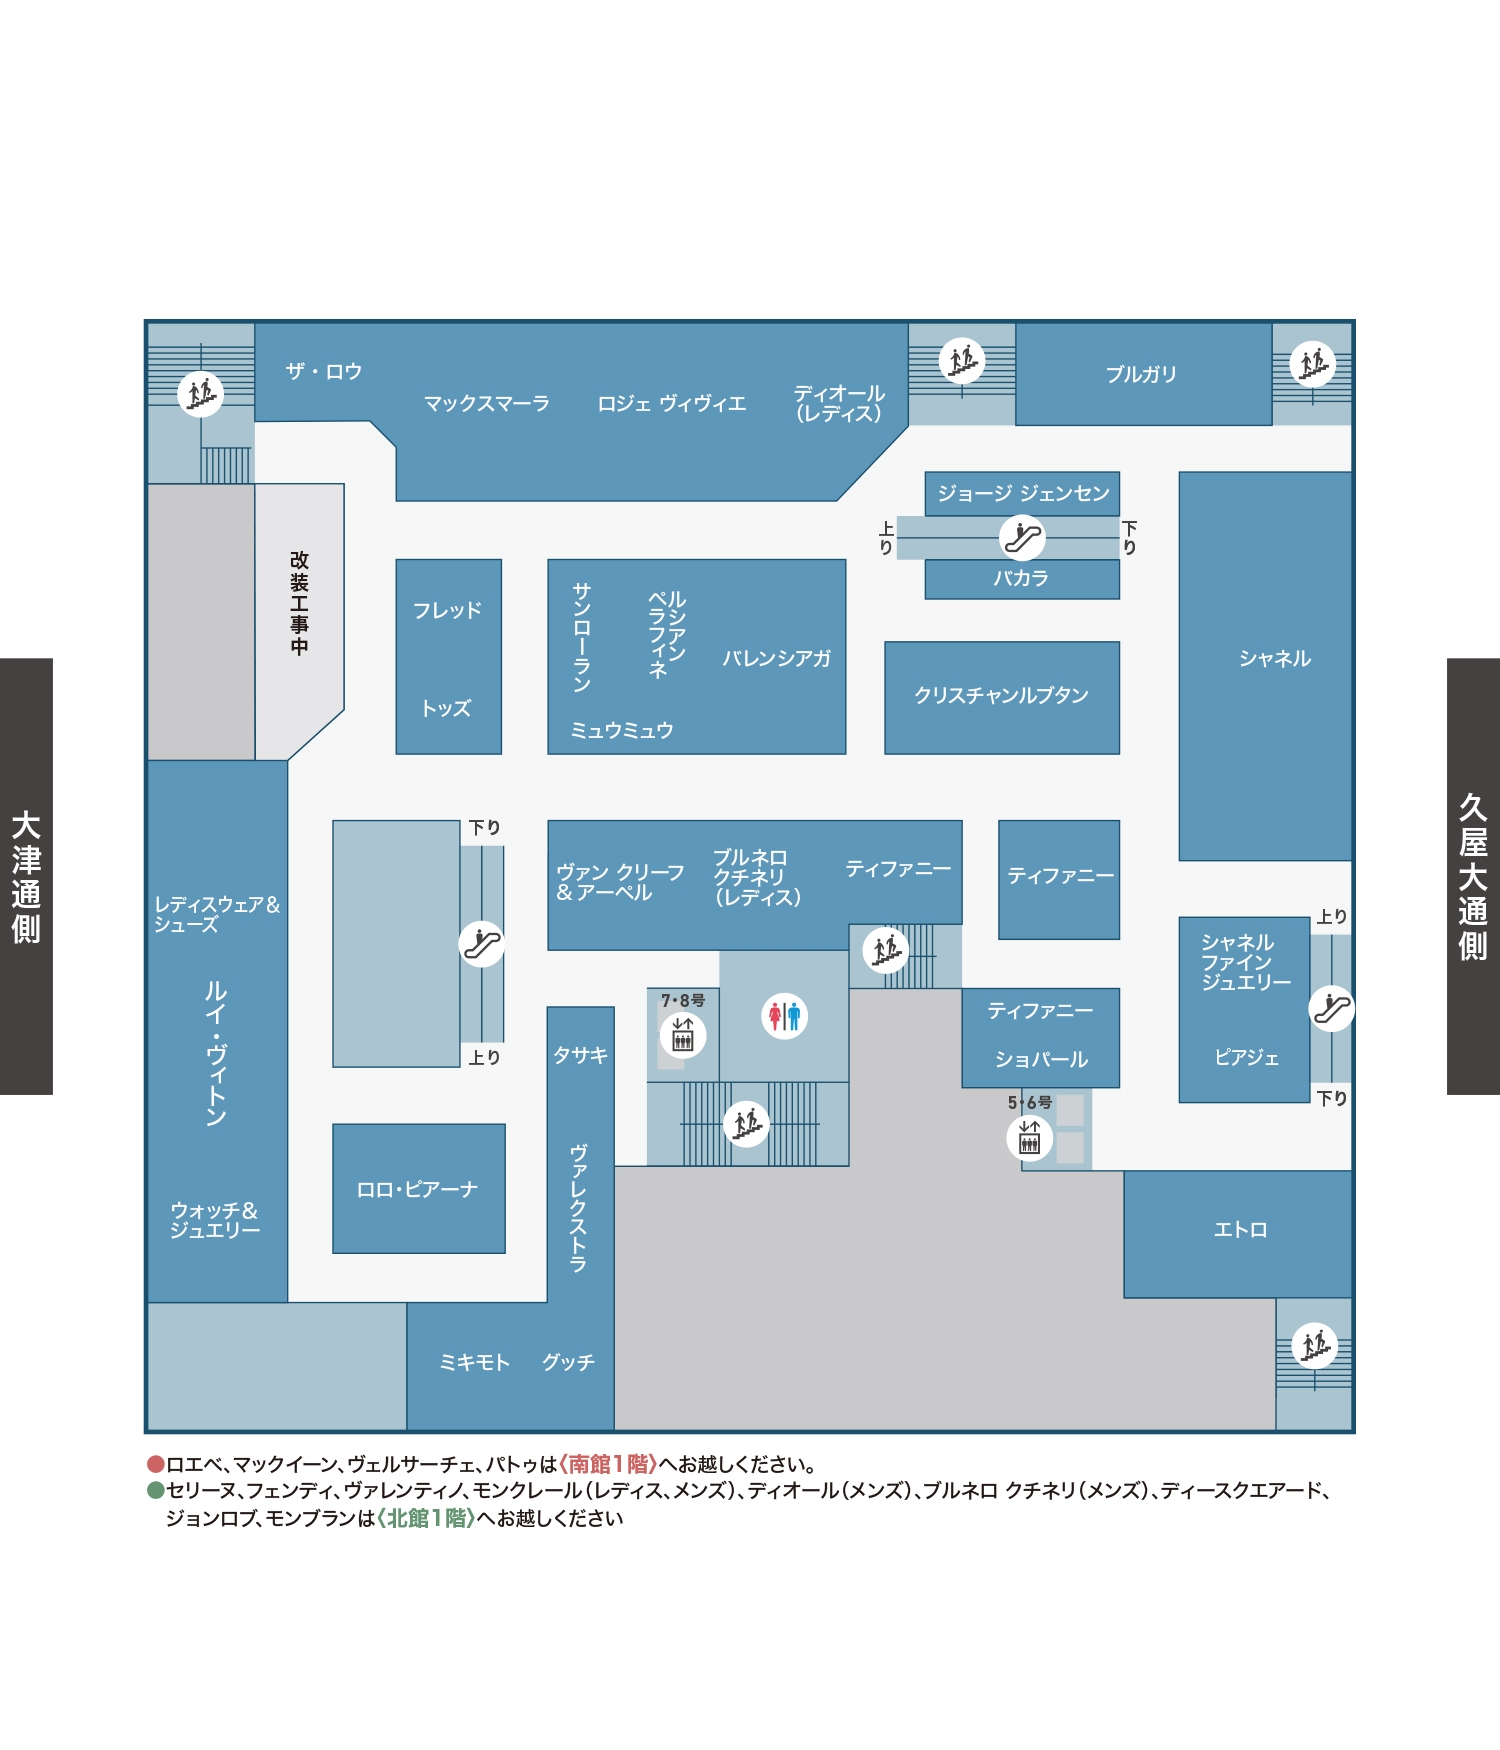 ザ・ロウ
マックスマーラ
ロジェ ヴィヴィエ
ディオール
（レディス）
ブルガリ
ジョージ ジェンセン
上り
下り
バカラ
改装工事中
フレッド
トッズ
サンローラン
ペルシアン
ラフィネ
バレンシアガ
ミュウミュウ
クリスチャンルブタン
シャネル
大津通側
久屋大通側
下り
上り
レディスウェア＆
シューズ
ルイ・ヴィトン
ウォッチ＆
ジュエリー
ヴァン クリーフ
＆アーペル
ブルネロ
クチネリ
（レディス）
ティファニー
ティファニー
シャネル
ファイン
ジュエリー
ピアジェ
上り
下り
7・8号
タサキ
ヴァレクストラ
ティファニー
ショパール
5・6号
ロロ・ピアーナ
エトロ
ミキモト
グッチ
●ロエベ、マックイーン、ヴェルサーチェ、パトゥは〈南館1階〉へお越しください。
●セリーヌ、フェンディ、ヴァレンティノ、モンクレール（レディス、メンズ）、ディオール（メンズ）、ブルネロ クチネリ（メンズ）、ディースクエアード、
ジョンロブ、モンブランは〈北館1階〉へお越しください